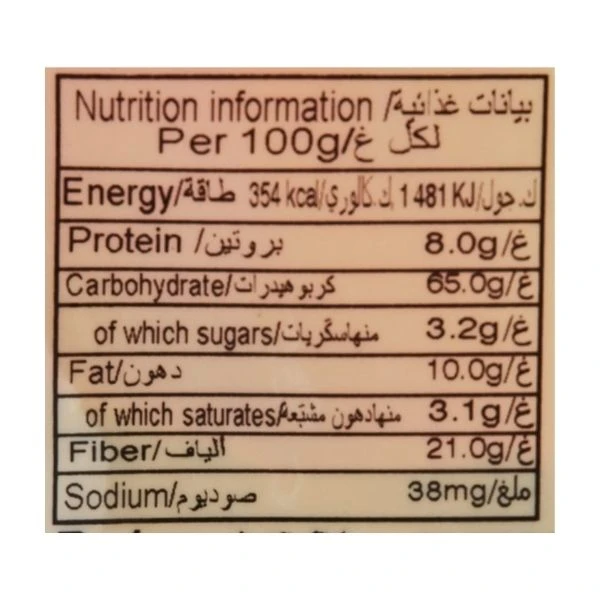 Nutrition information / بيانات غذائية
Per 100g/لكل غ
Energy/طاقة 354 kcal/ك.كالوري, 1481 KJ/ك.جول
Protein /بروتين 8.0g/غ
Carbohydrate/كربوهيدرات 65.0g/غ
of which sugars/منهاسكريات 3.2g/غ
Fat/دهون 10.0g/غ
of which saturates/منهادهون مشبعة 3.1g/غ
Fiber/ألياف 21.0g/غ
Sodium/صوديوم 38mg/ملغ